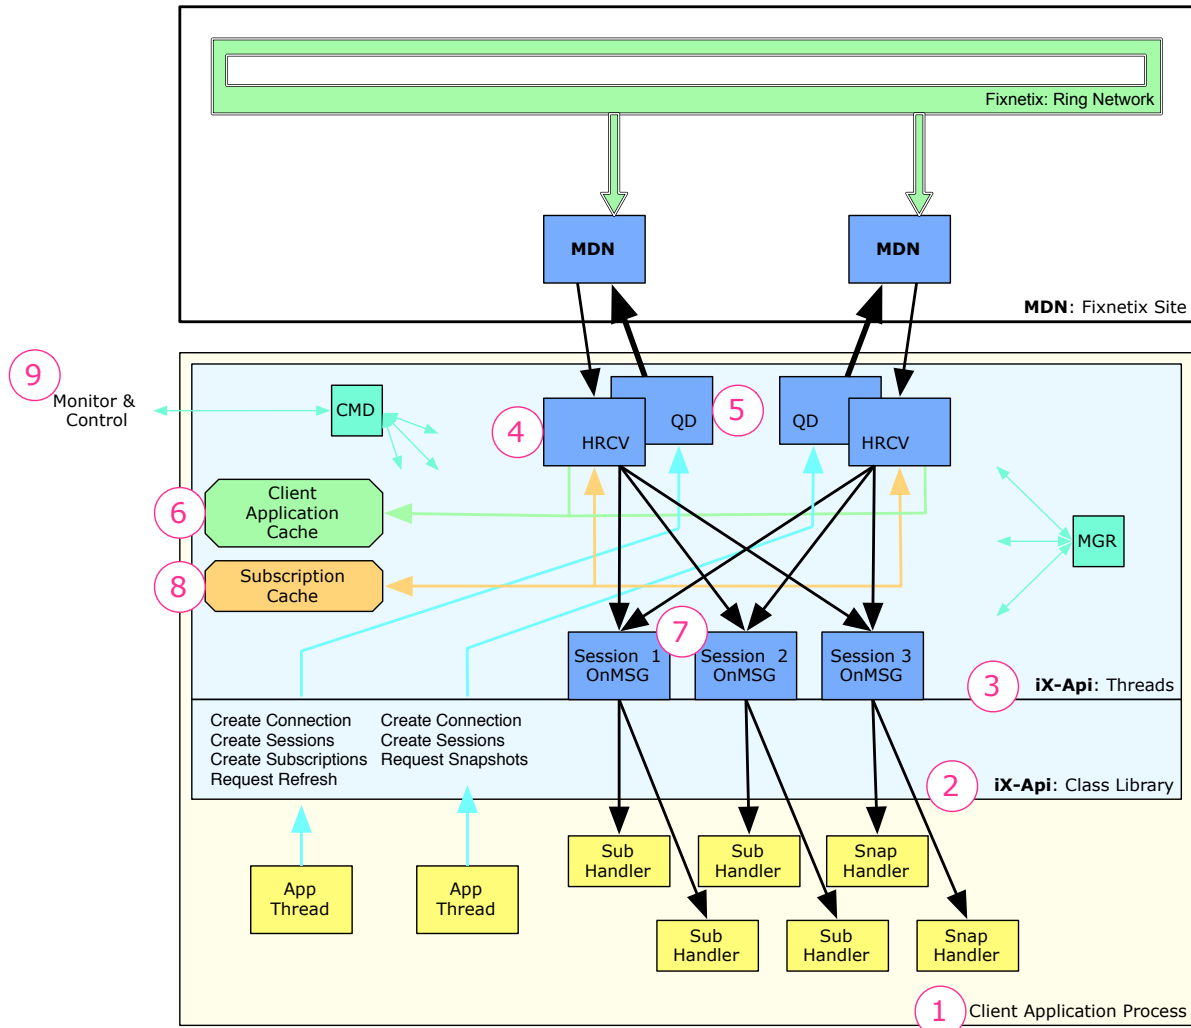 Fixnetix: Ring Network
MDN
MDN
MDN: Fixnetix Site
9
Monitor &
Control
CMD
4
HRCV
QD
5
QD
HRCV
6
Client
Application
Cache
MGR
8
Subscription
Cache
7
Session 1
OnMSG
Session 2
OnMSG
Session 3
OnMSG
3
iX-Api: Threads
Create Connection
Create Sessions
Create Subscriptions
Request Refresh
Create Connection
Create Sessions
Request Snapshots
2
iX-Api: Class Library
App
Thread
App
Thread
Sub
Handler
Sub
Handler
Snap
Handler
Sub
Handler
Sub
Handler
Snap
Handler
1
Client Application Process